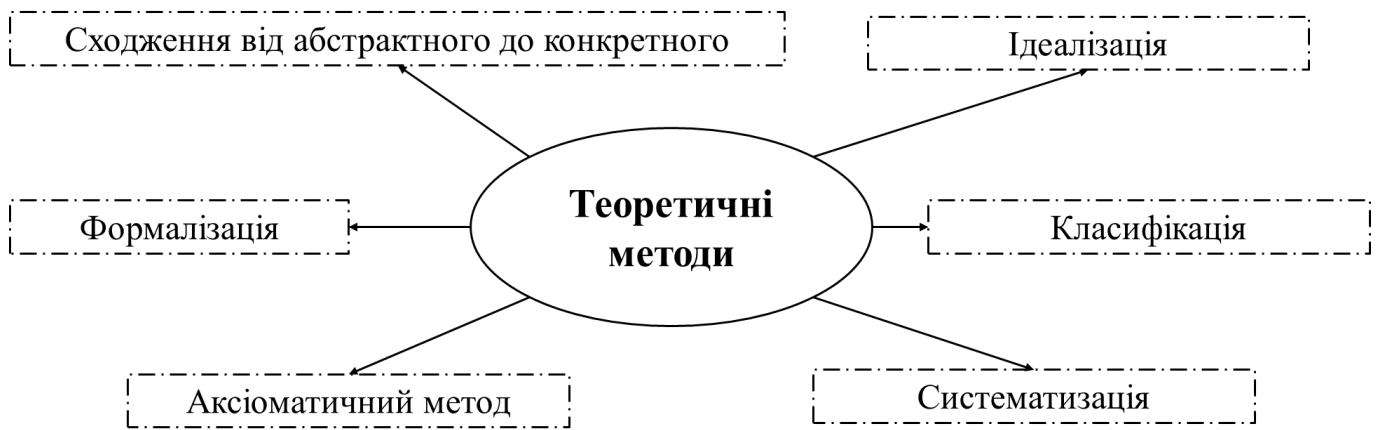 Сходження від абстрактного до конкретного
Ідеалізація
Теоретичні
методи
Формалізація
Класифікація
Аксіоматичний метод
Систематизація